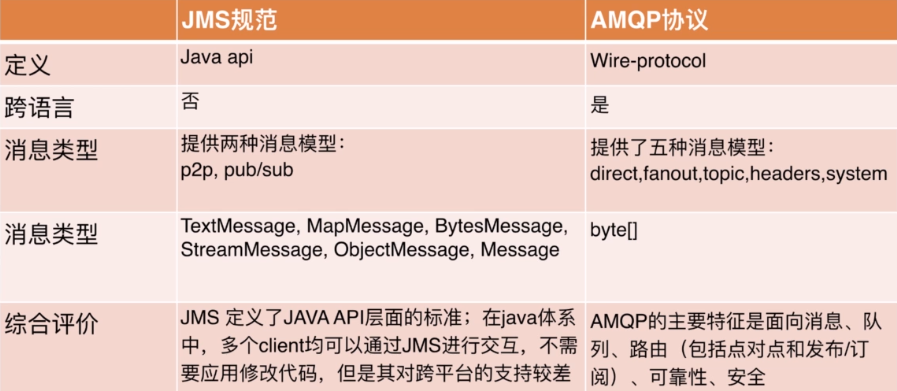 JMS规范 AMQP协议
定义 Java api Wire-protocol
跨语言 否 是
消息类型 提供两种消息模型： 提供了五种消息模型：
p2p, pub/sub direct,fanout,topic,headers,system
消息类型 TextMessage, MapMessage, BytesMessage, byte[]
StreamMessage, ObjectMessage, Message
综合评价 JMS 定义了JAVA API层面的标准；在java体系 AMQP的主要特征是面向消息、队
中，多个client均可以通过JMS进行交互，不需 列、路由（包括点对点和发布/订
要应用修改代码，但是其对跨平台的支持较差 阅）、可靠性、安全